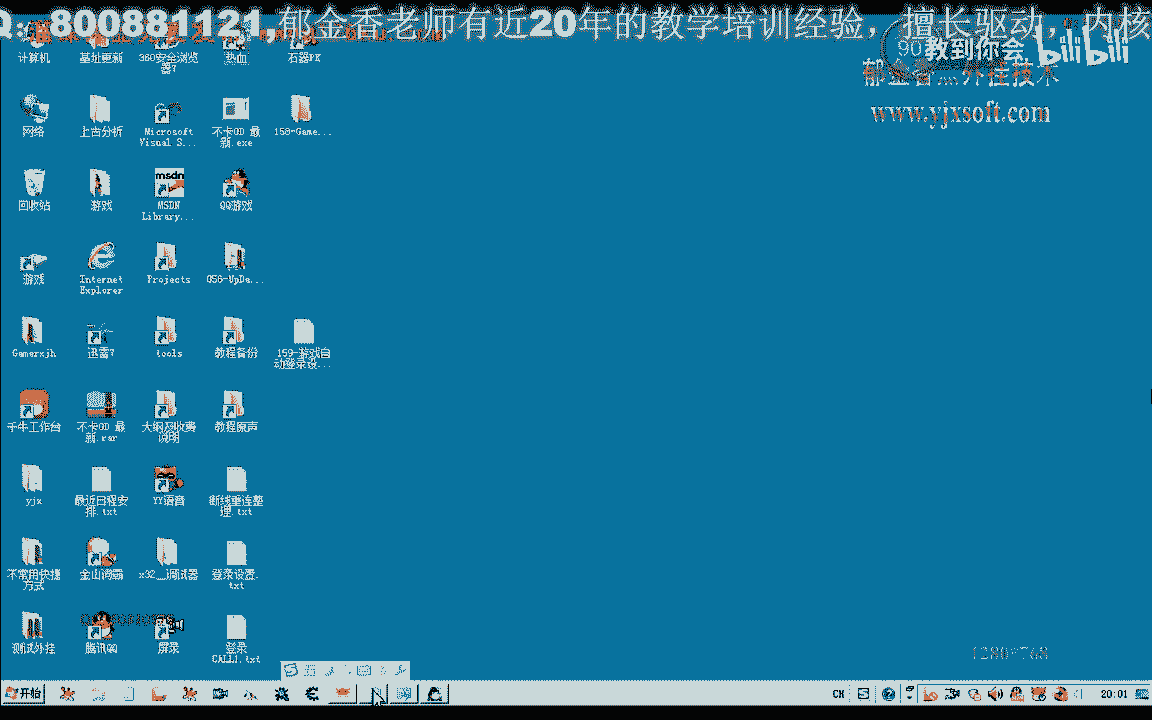 Q: 800881121 ,郁金香老师有近20年的教学培训经验, 擅长驱动, 内核
90教到你会
bilibili
www.yjxsoft.com
计算机
基址更新
360安全浏览器7
热血
石器PK
网络
上古分析
Microsoft Visual S...
不卡GD 最新.exe
158-Game...
回收站
游戏
msdn
MSDN Library...
QQ游戏
游戏
Internet Explorer
Projects
056-UpDa...
Gamerxjh
迅雷7
tools
教程备份
159-游戏自动登录设...
千牛工作台
不卡GD 最新.rar
大纲及收费说明
教程原声
yjx
最近日程安排.txt
YY语音
断线重连整理.txt
不常用快捷方式
金山词霸
x32__调试器
登录设置.txt
测试外挂
腾讯QQ
屏录
登录CALL1.txt
1280*768
开始
CH
20:01